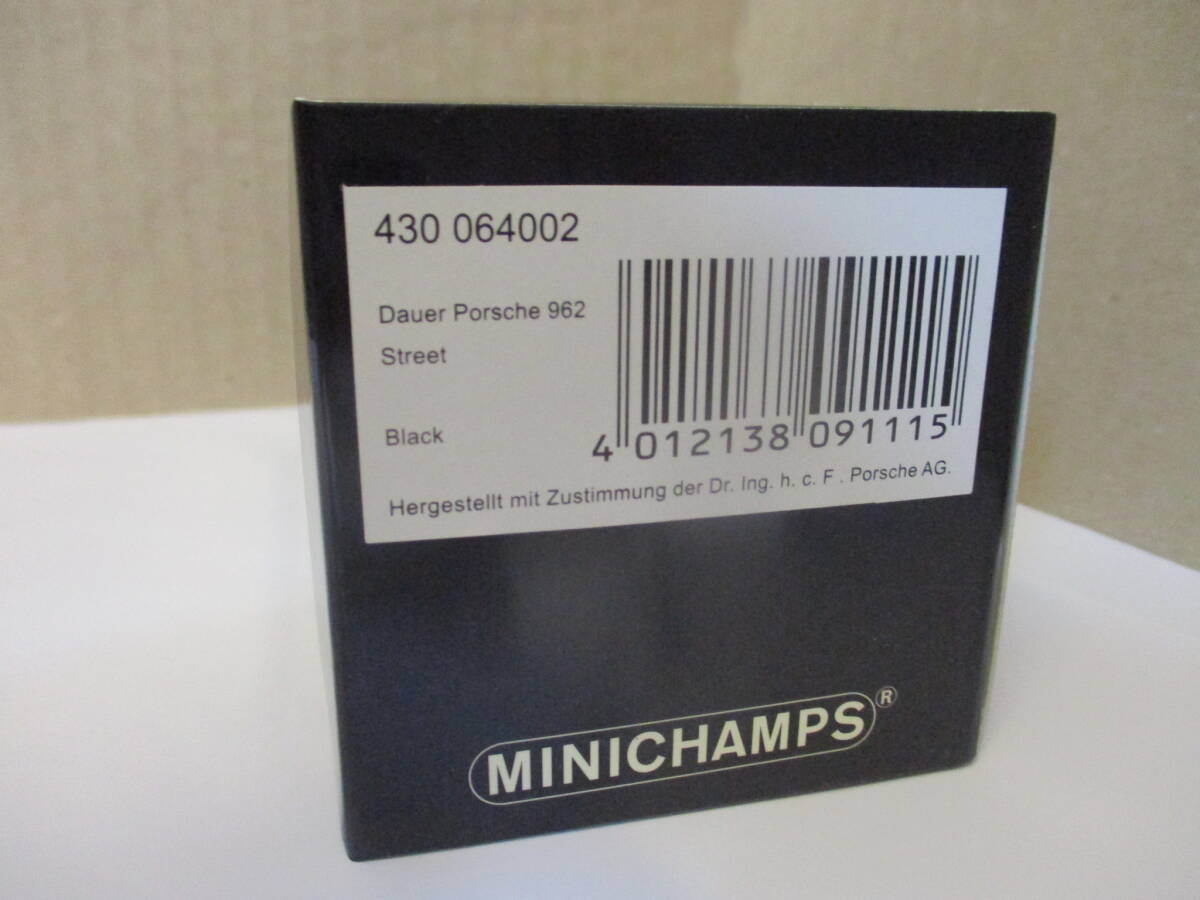 430 064002
Dauer Porsche 962
Street
Black
4 012138 091115
Hergestellt mit Zustimmung der Dr. Ing. h. c. F . Porsche AG.
MINICHAMPS®